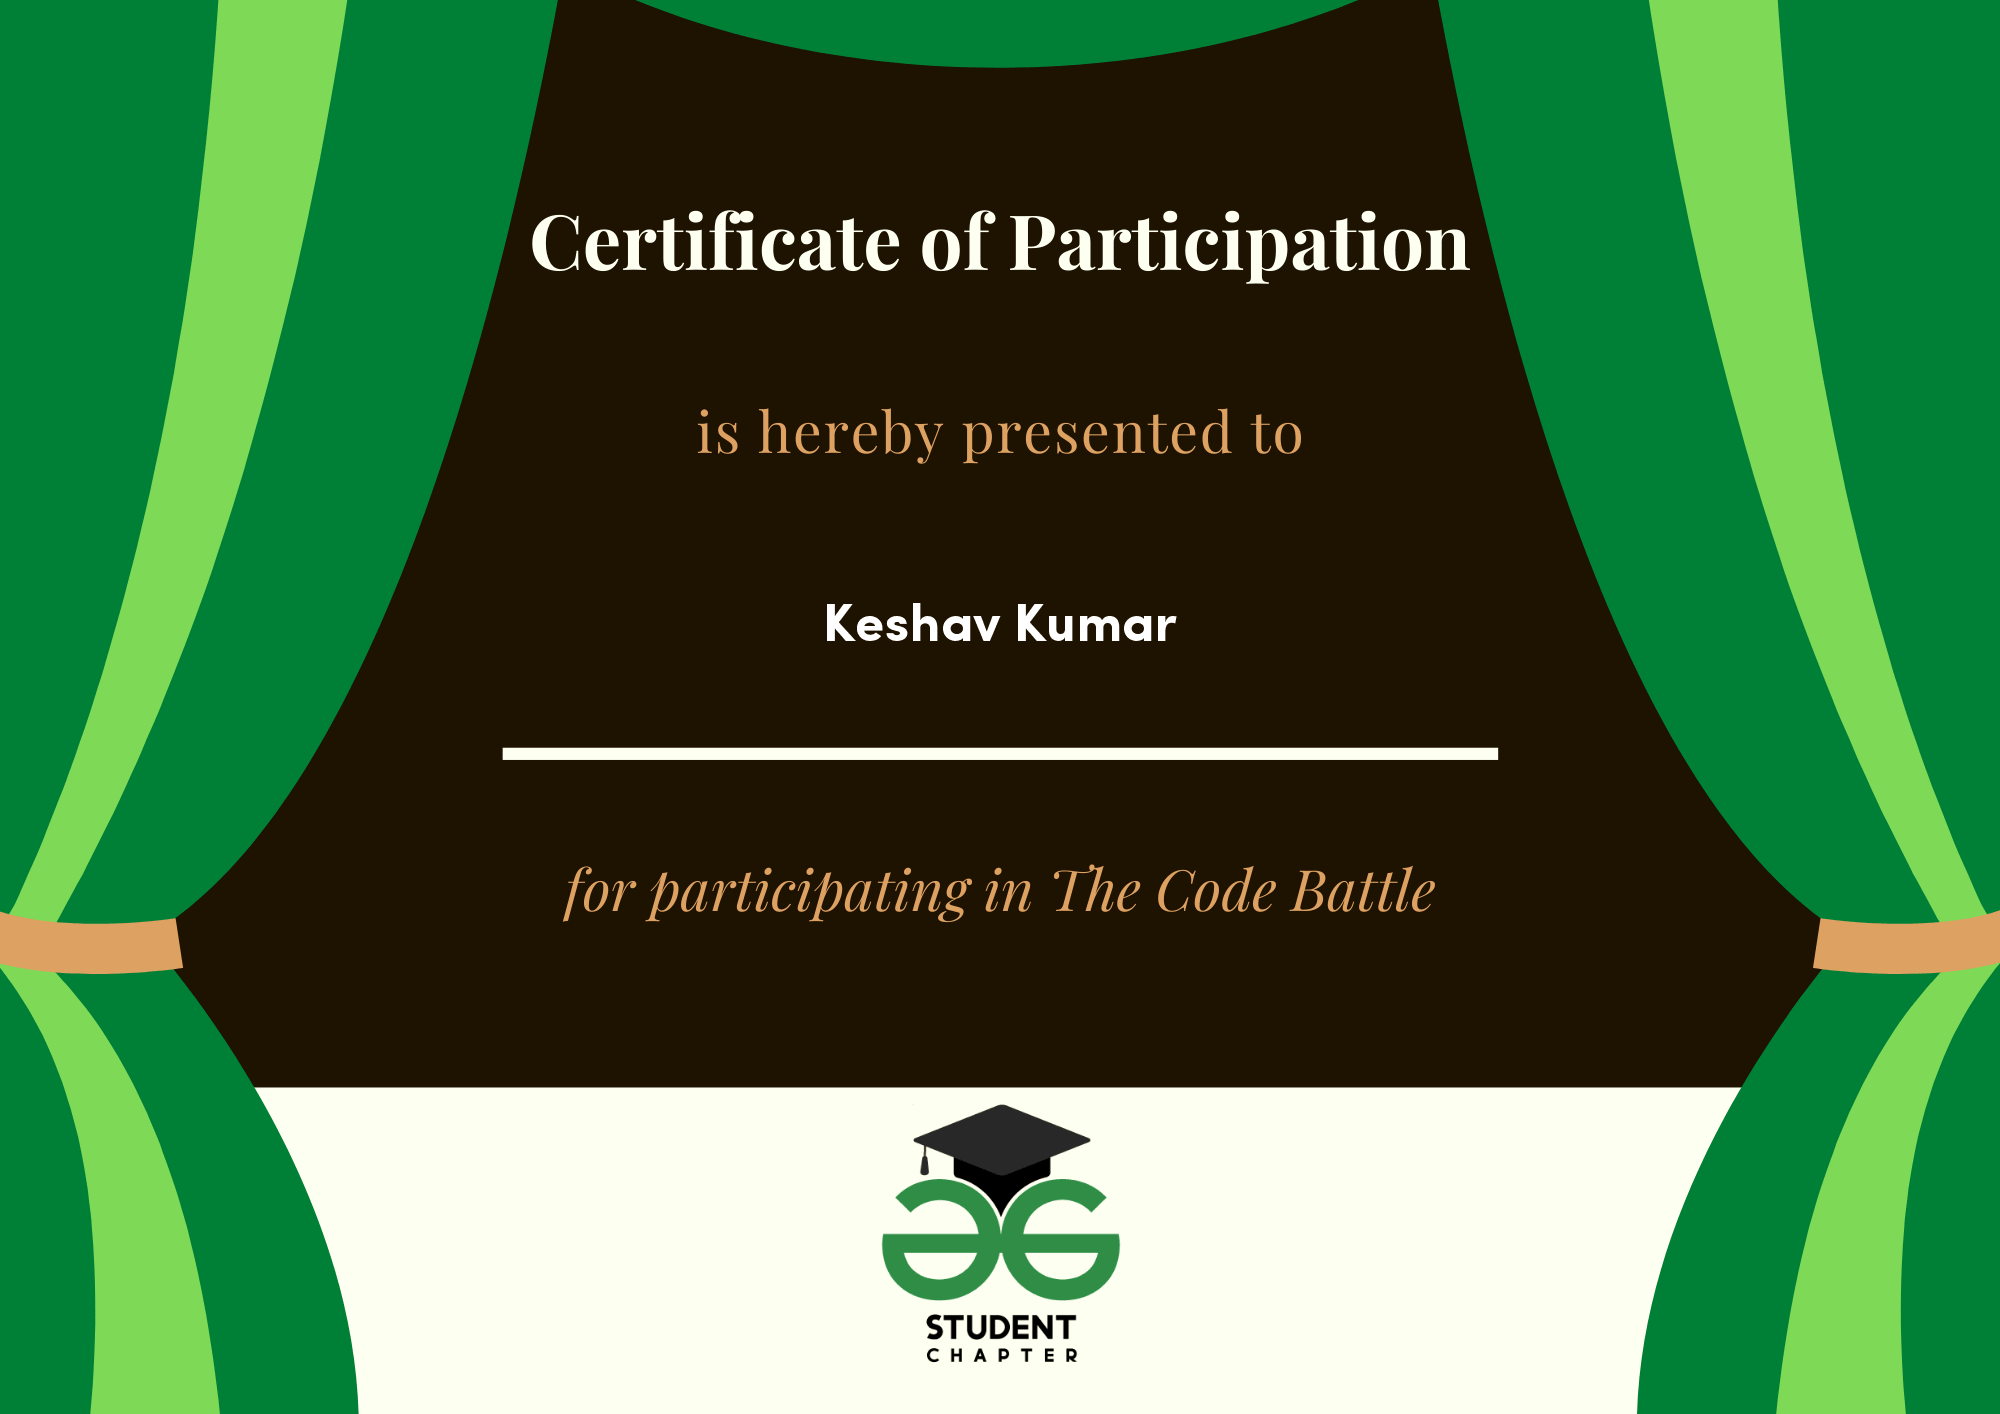 Certificate of Participation
is hereby presented to
Keshav Kumar
for participating in The Code Battle
STUDENT
CHAPTER